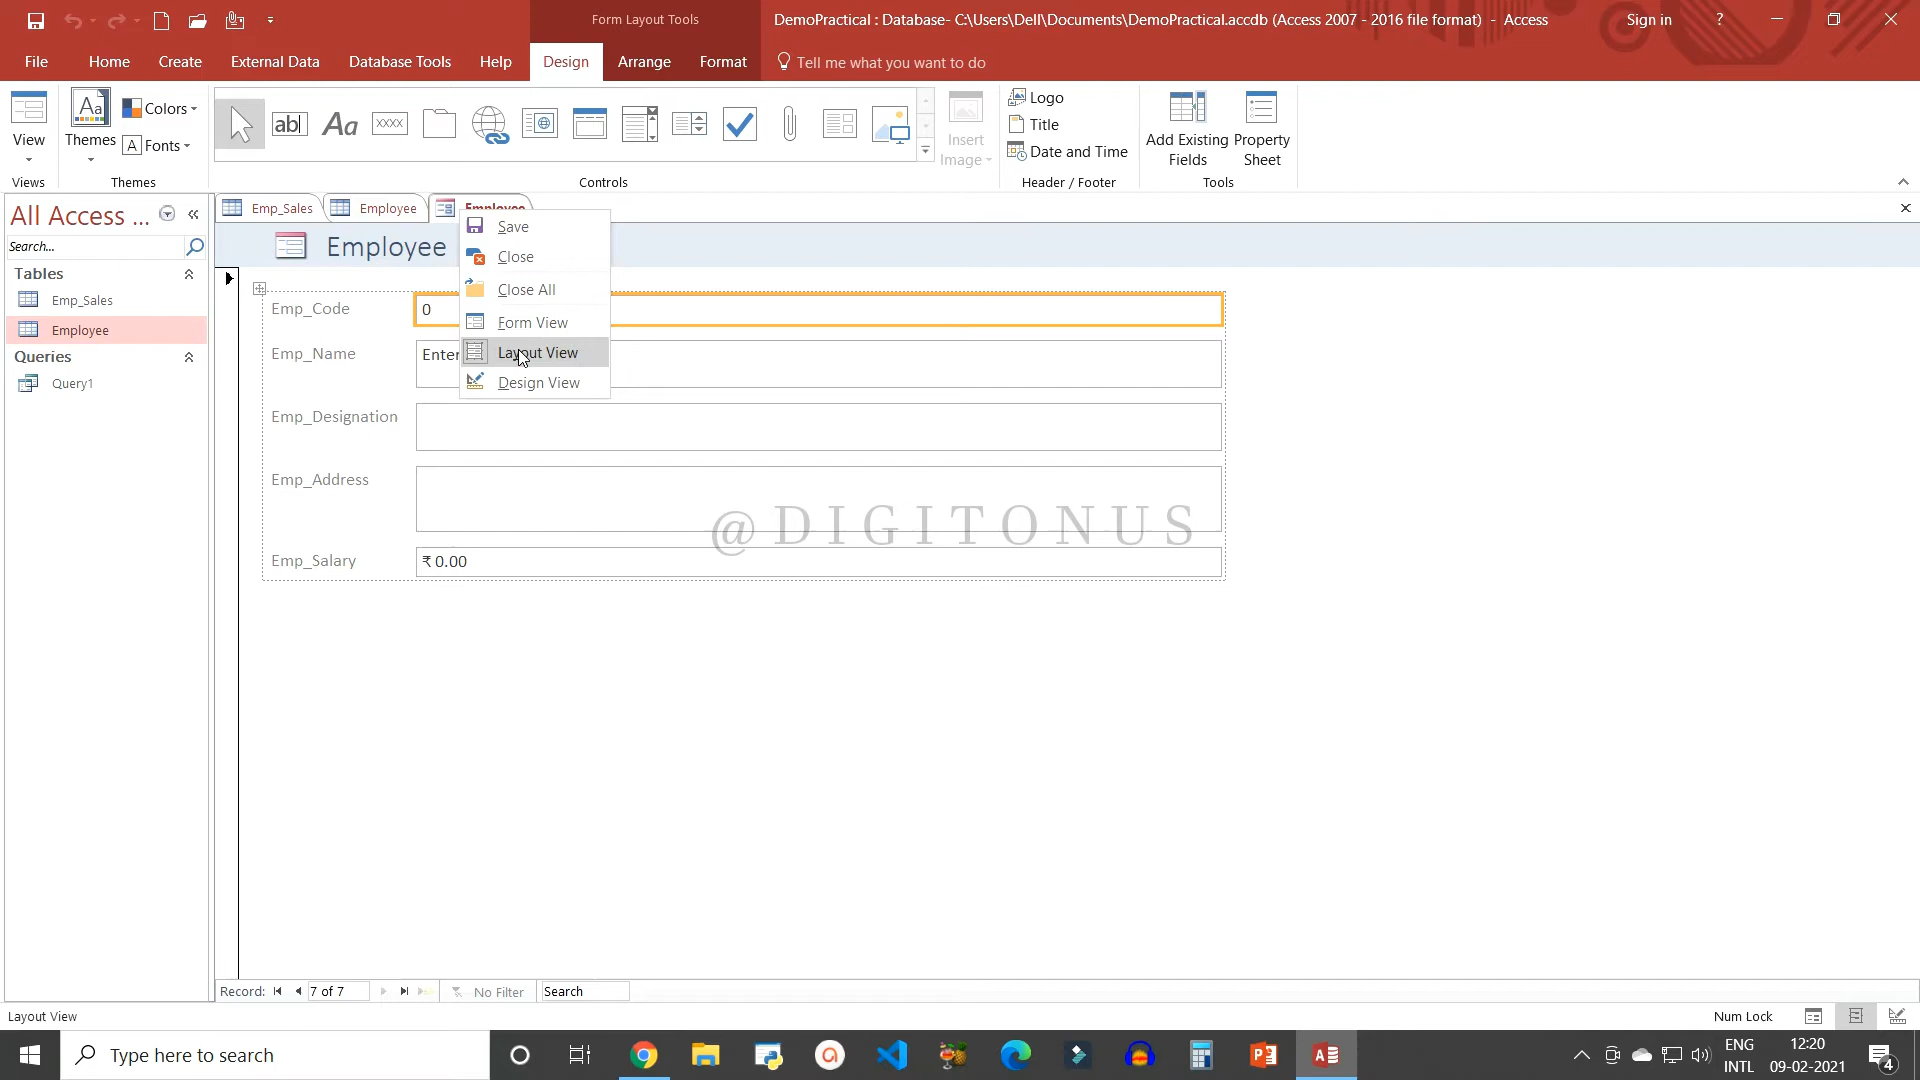 Form Layout Tools
DemoPractical : Database- C:\Users\Dell\Documents\DemoPractical.accdb (Access 2007 - 2016 file format) - Access
Sign in
?
File
Home
Create
External Data
Database Tools
Help
Design
Arrange
Format
Tell me what you want to do
View
Themes
Colors
Fonts
ab|
Aa
XXXX
Insert
Image
Logo
Title
Date and Time
Add Existing
Fields
Property
Sheet
Views
Themes
Controls
Header / Footer
Tools
All Access ...
Search...
Tables
Emp_Sales
Employee
Queries
Query1
Emp_Sales
Employee
Employee
Employee
Save
Close
Close All
Form View
Layout View
Design View
Emp_Code
0
Emp_Name
Enter
Emp_Designation
Emp_Address
@DIGITONUS
Emp_Salary
₹ 0.00
Record:
7 of 7
No Filter
Search
Layout View
Num Lock
Type here to search
ENG
INTL
12:20
09-02-2021
4